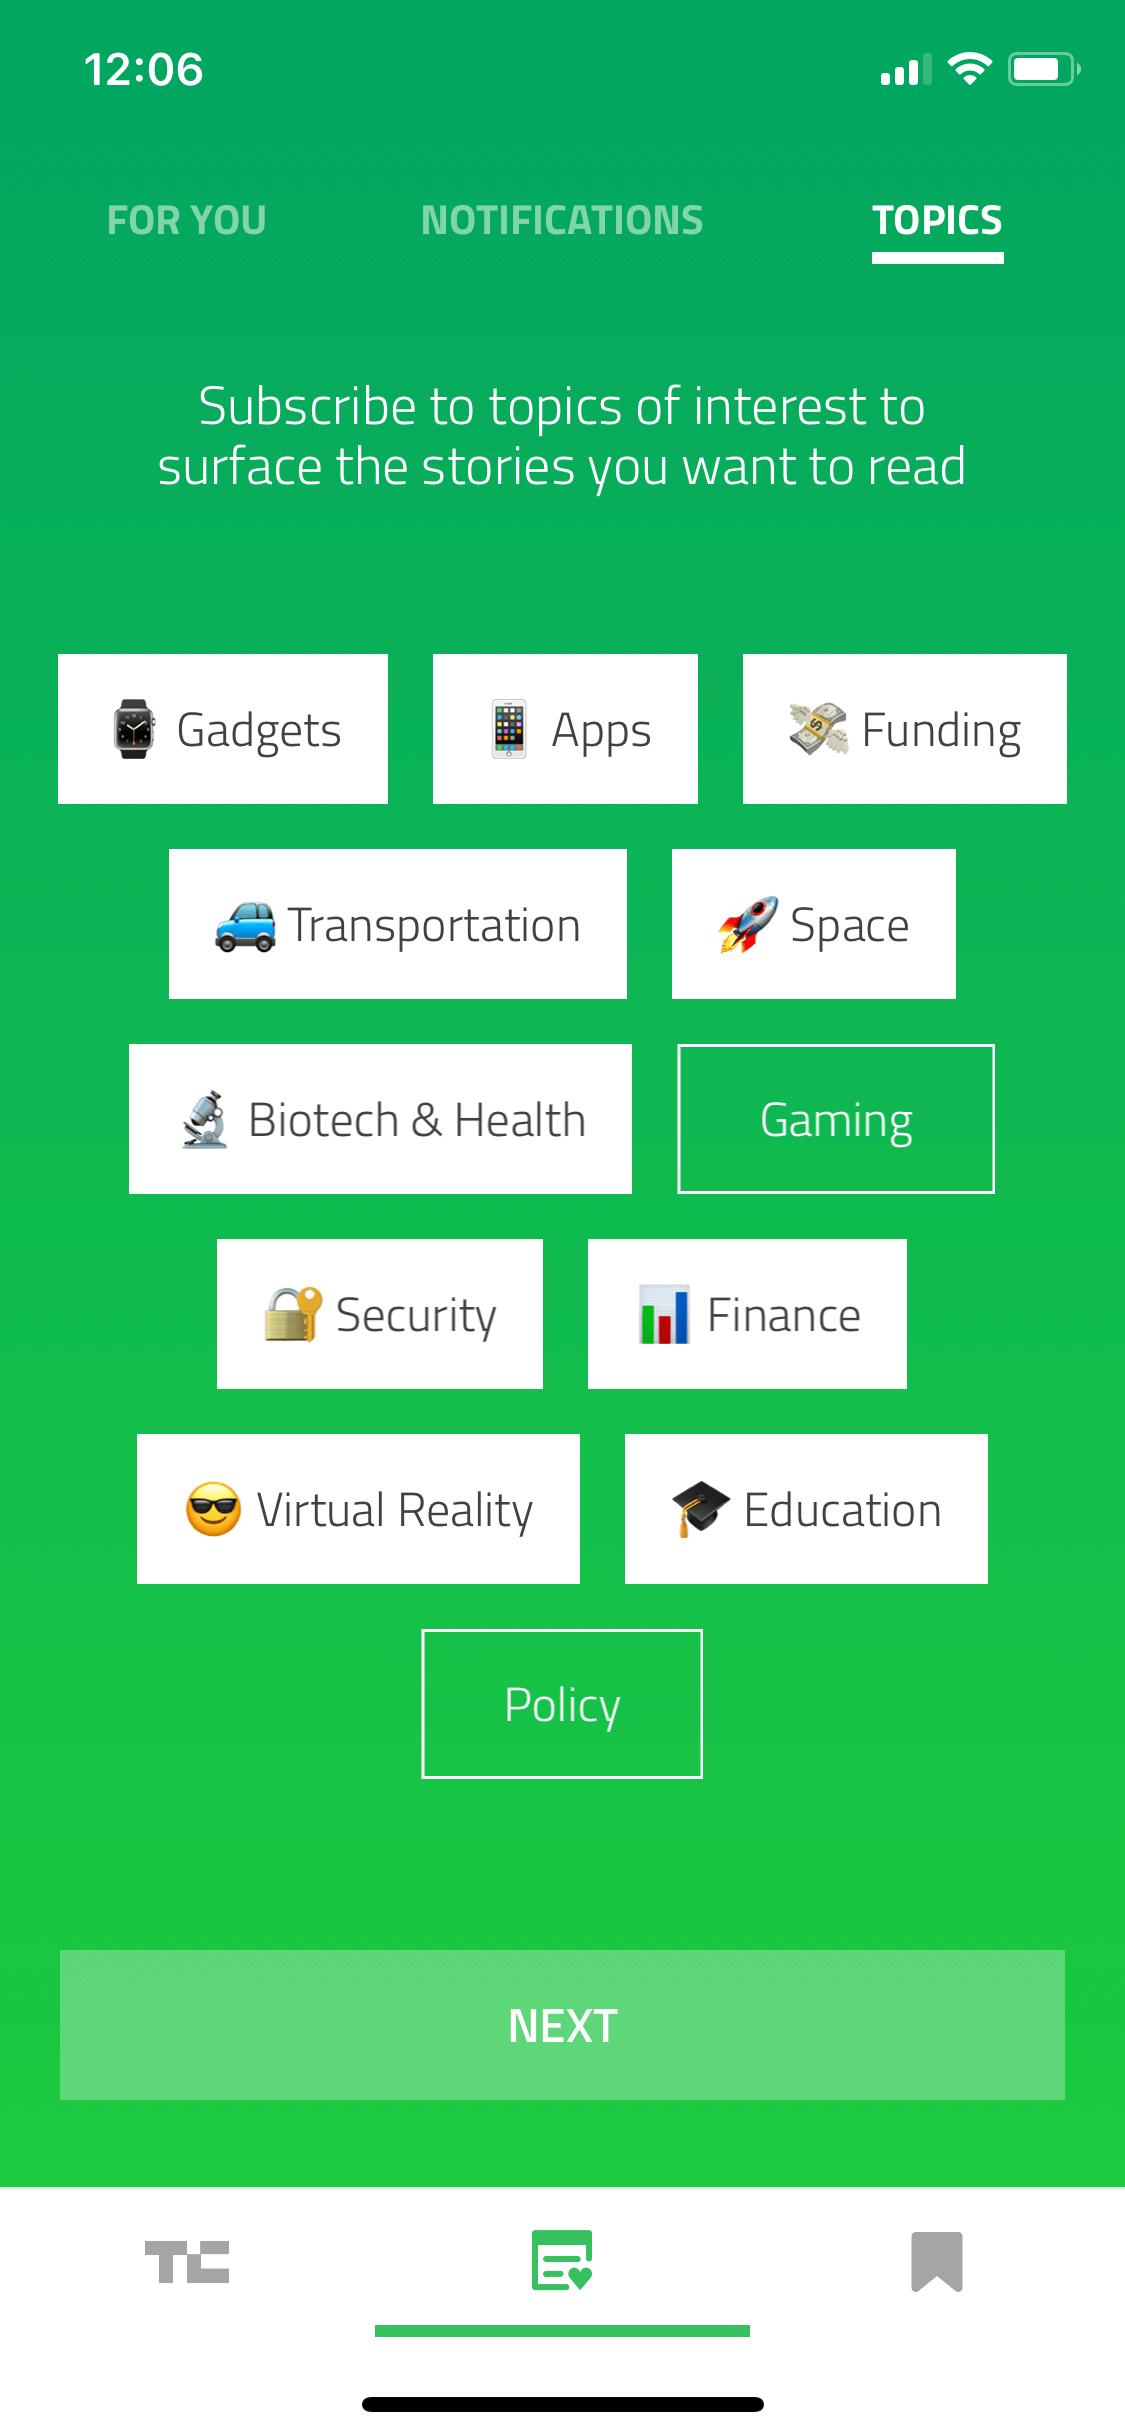 12:06
FOR YOU
NOTIFICATIONS
TOPICS
Subscribe to topics of interest to
surface the stories you want to read
Gadgets
Apps
Funding
Transportation
Space
Biotech & Health
Gaming
Security
Finance
Virtual Reality
Education
Policy
NEXT
TC